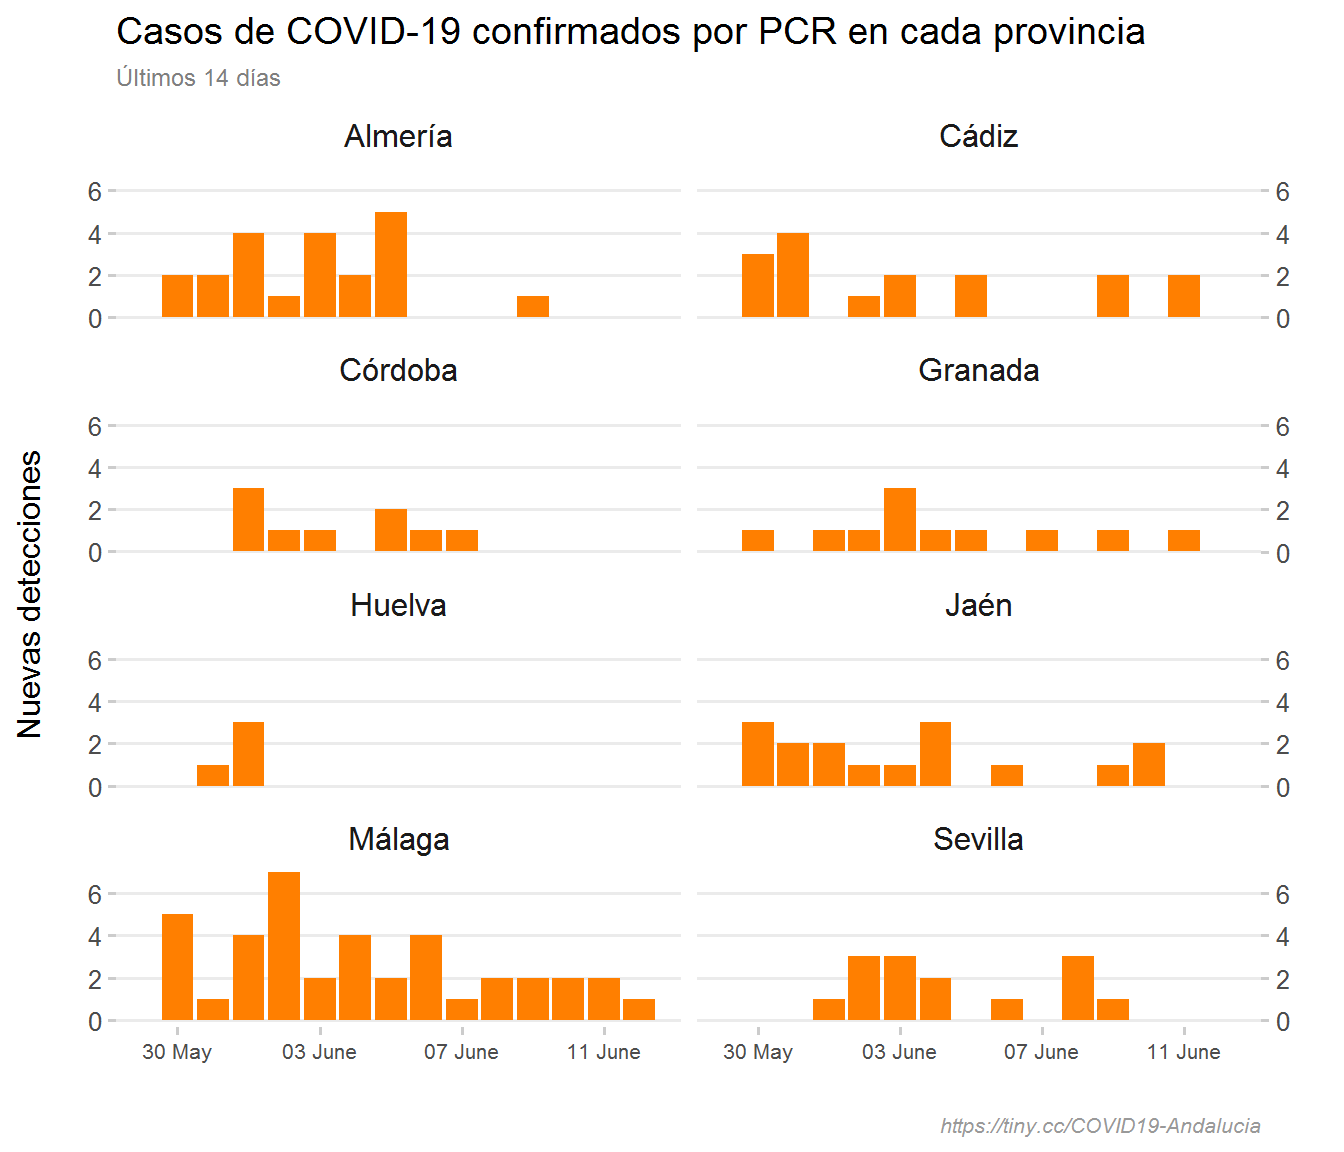 Casos de COVID-19 confirmados por PCR en cada provincia
Últimos 14 días
Almería
Cádiz
6
4
2
0
6
4
2
0
Córdoba
Granada
6
4
2
0
6
4
2
0
Nuevas detecciones
Huelva
Jaén
6
4
2
0
6
4
2
0
Málaga
Sevilla
6
4
2
0
6
4
2
0
30 May 03 June 07 June 11 June
30 May 03 June 07 June 11 June
https://tiny.cc/COVID19-Andalucia